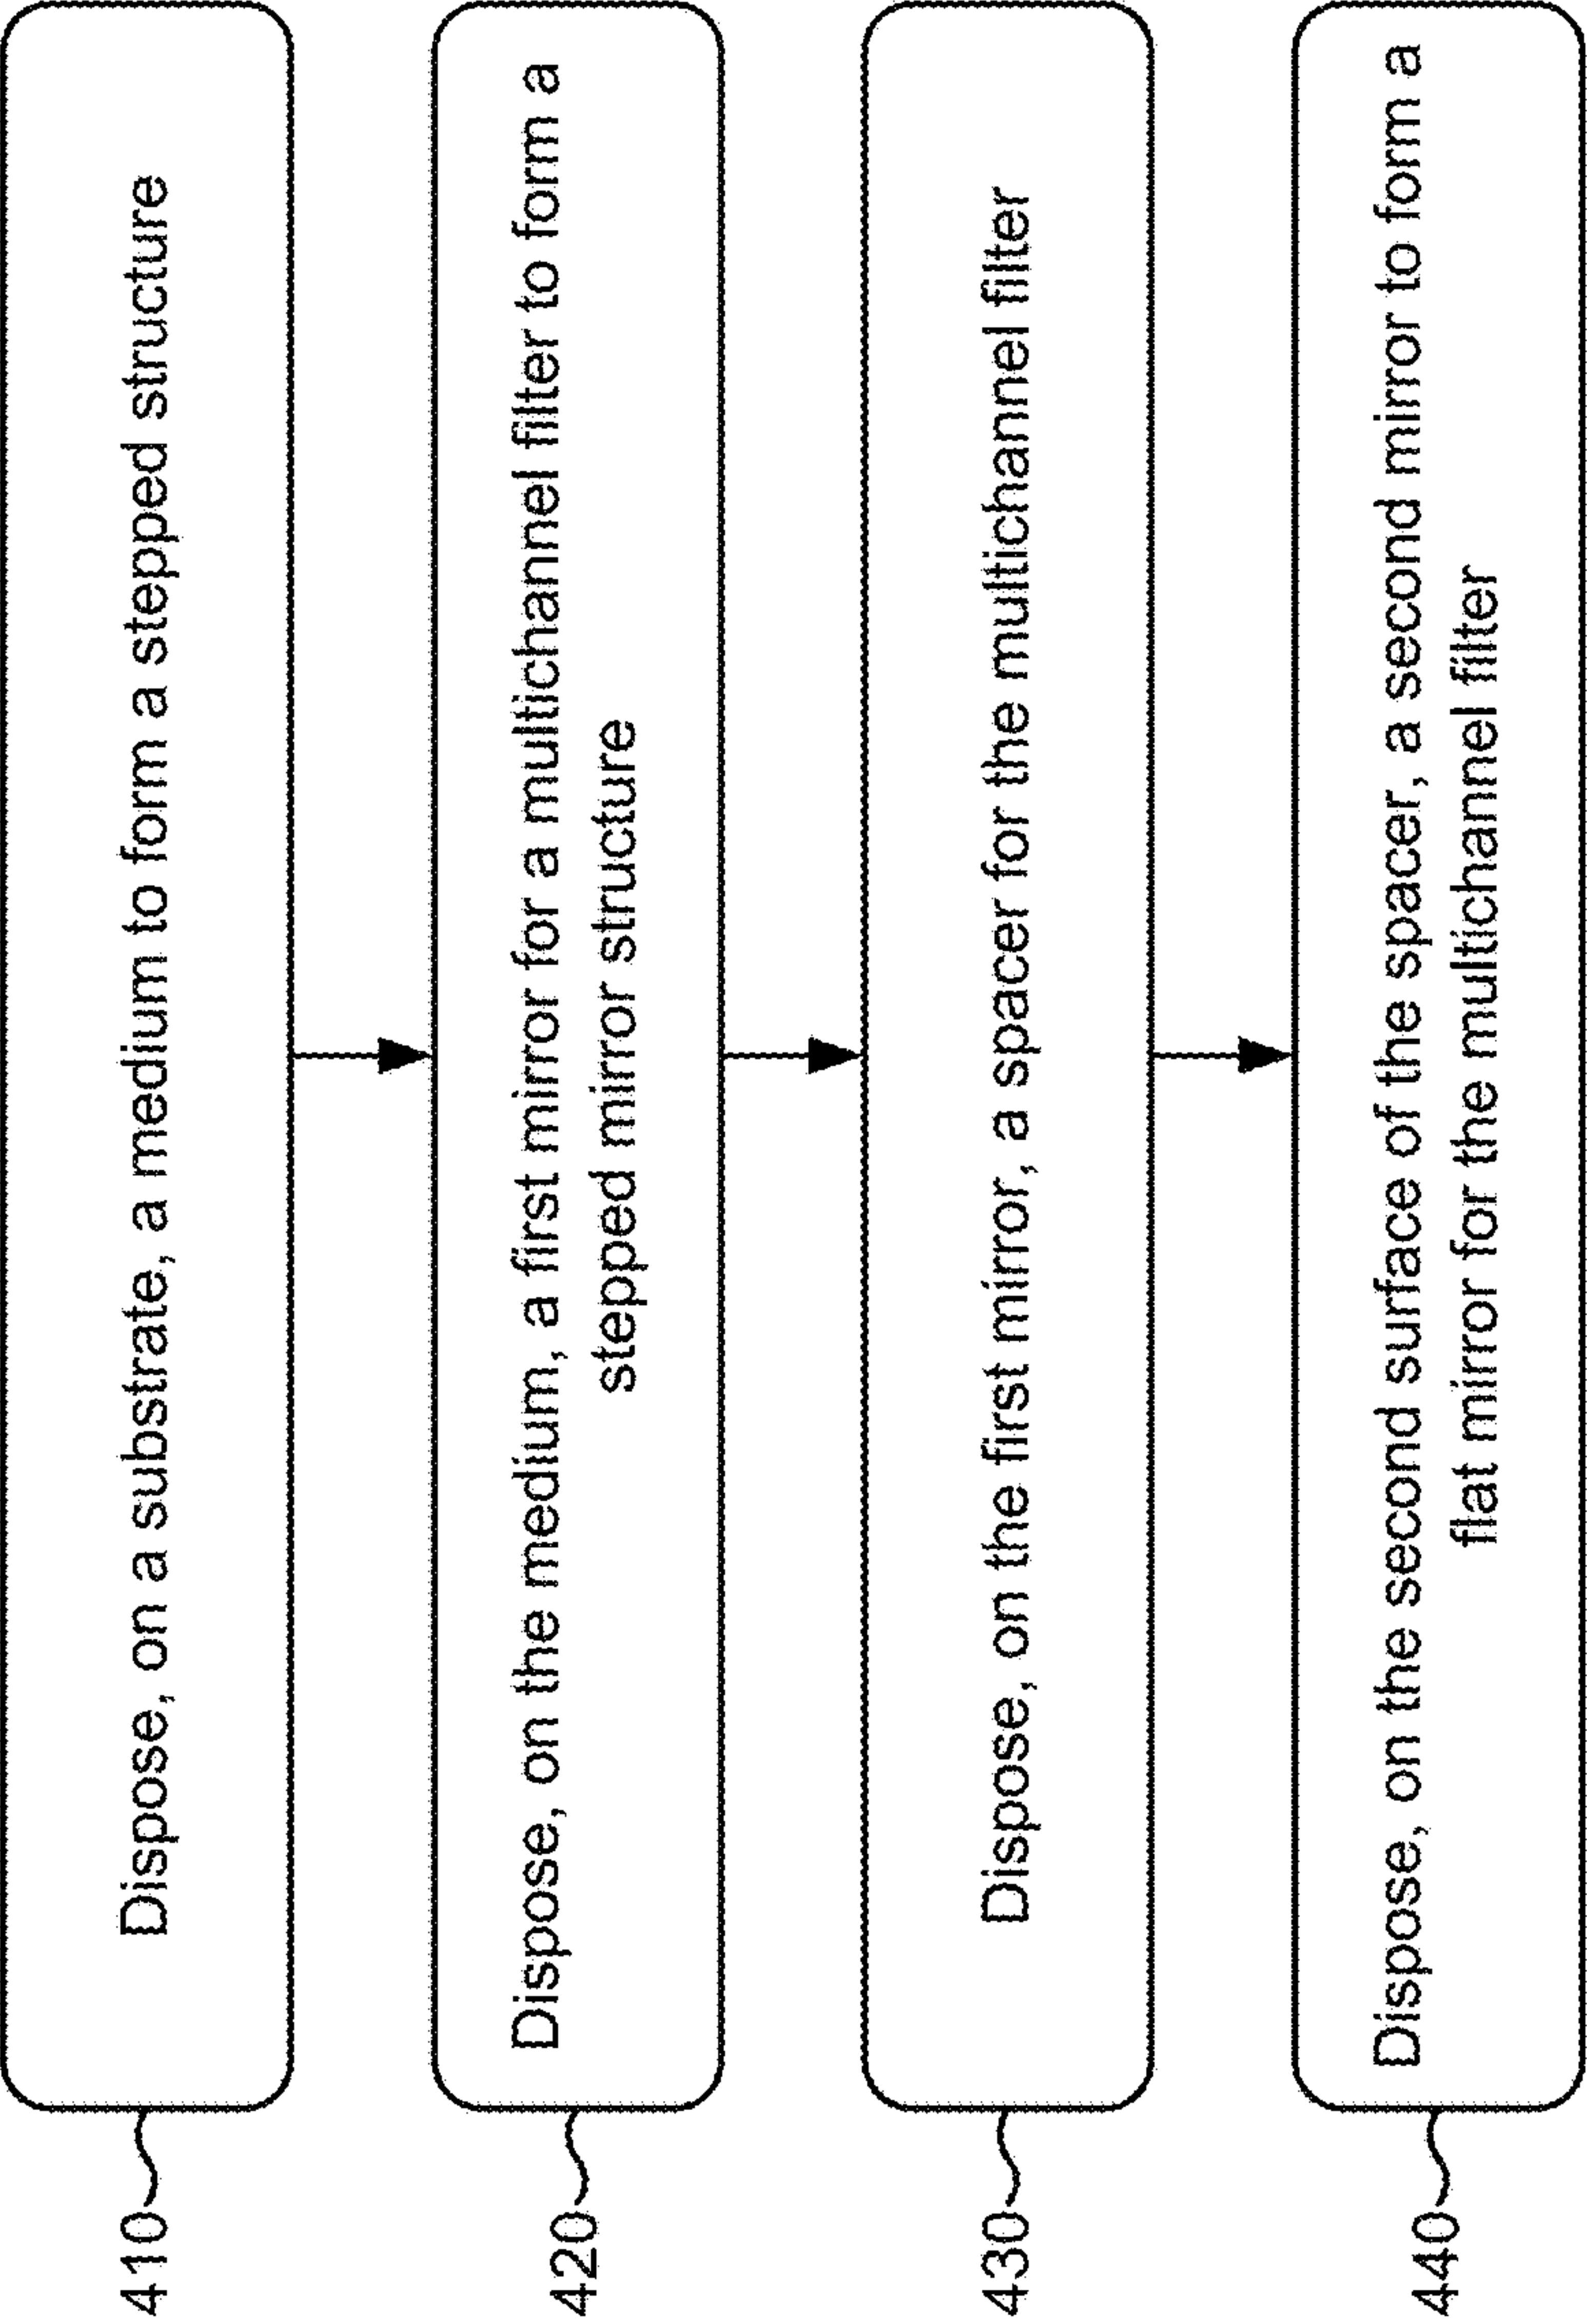 410
Dispose, on a substrate, a medium to form a stepped structure
420
Dispose, on the medium, a first mirror for a multichannel filter to form a
stepped mirror structure
430
Dispose, on the first mirror, a spacer for the multichannel filter
440
Dispose, on the second surface of the spacer, a second mirror to form a
flat mirror for the multichannel filter